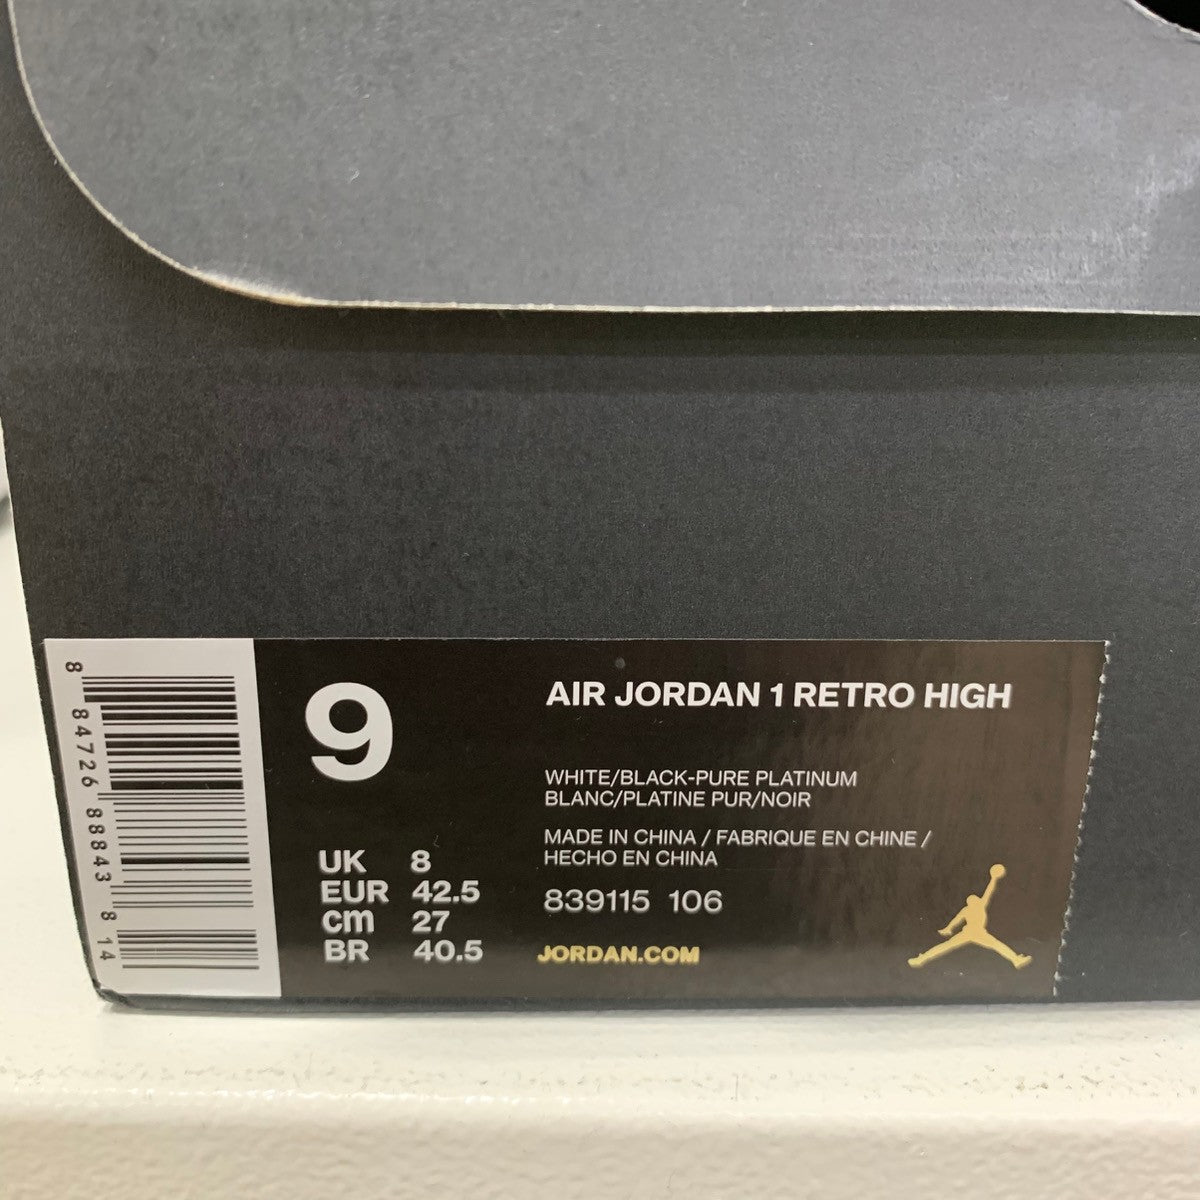 8 84726 88843 8 14
9
UK 8
EUR 42.5
cm 27
BR 40.5
AIR JORDAN 1 RETRO HIGH
WHITE/BLACK-PURE PLATINUM
BLANC/PLATINE PUR/NOIR
MADE IN CHINA / FABRIQUE EN CHINE /
HECHO EN CHINA
839115 106
JORDAN.COM